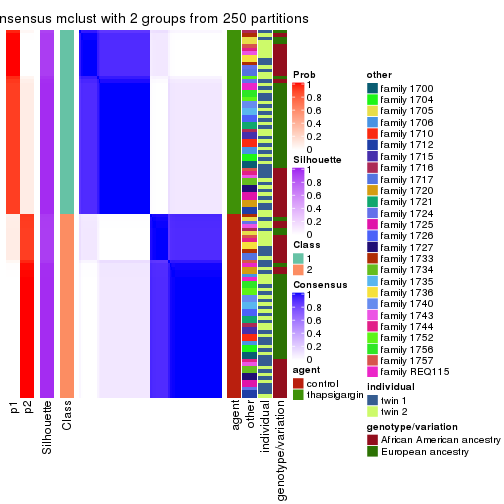 nsensus mclust with 2 groups from 250 partitions
p1
p2
Silhouette
Class
agent
other
individual
genotype/variation
Prob
1
0.8
0.6
0.4
0.2
0
Silhouette
1
0.8
0.6
0.4
0.2
0
Class
1
2
Consensus
1
0.8
0.6
0.4
0.2
0
agent
control
thapsigargin
other
family 1700
family 1704
family 1705
family 1706
family 1710
family 1712
family 1715
family 1716
family 1717
family 1720
family 1721
family 1724
family 1725
family 1726
family 1727
family 1733
family 1734
family 1735
family 1736
family 1740
family 1743
family 1744
family 1752
family 1756
family 1757
family REQ115
individual
twin 1
twin 2
genotype/variation
African American ancestry
European ancestry